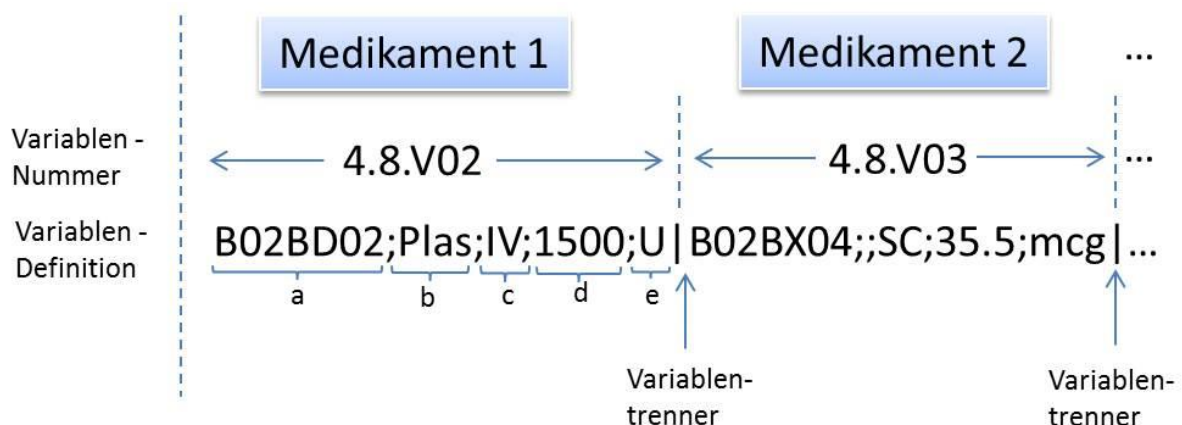 Medikament 1 Medikament 2 ...
Variablen -
Nummer
4.8.V02 4.8.V03 ...
Variablen -
Definition
B02BD02;Plas;IV;1500;U|B02BX04;;SC;35.5;mcg|...
a b c d e
Variablen-
trenner
Variablen-
trenner